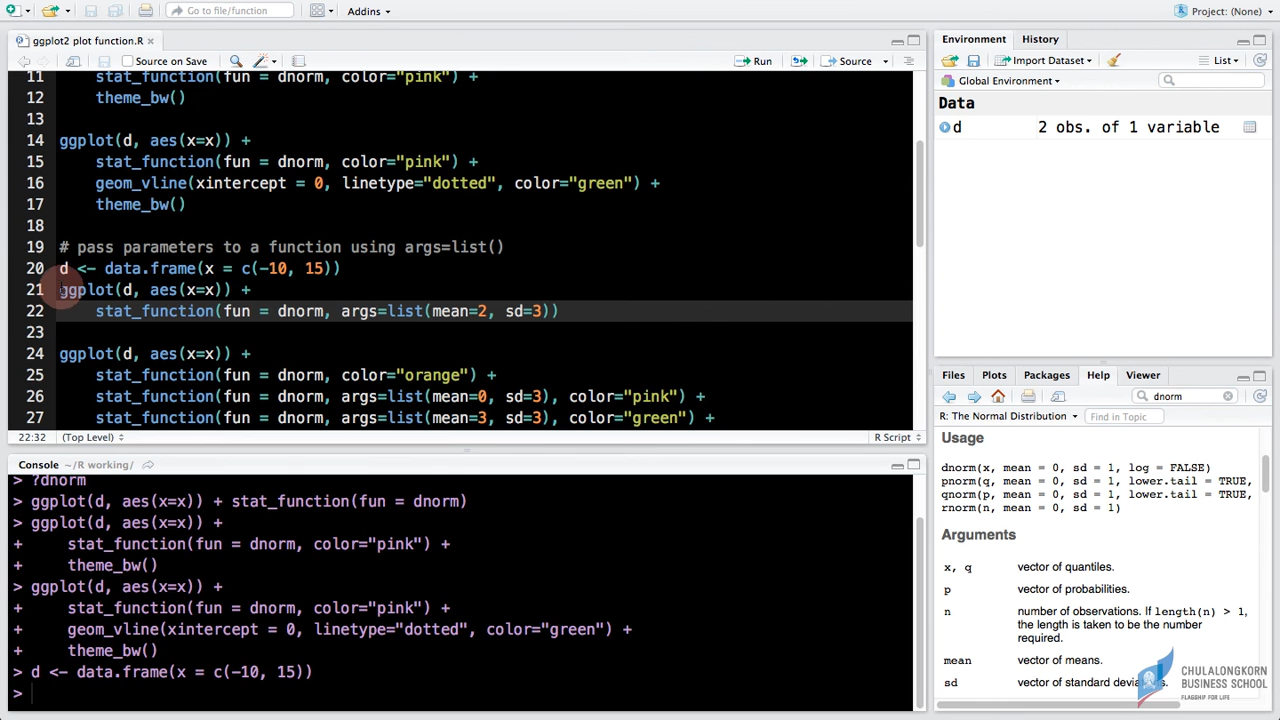 Go to file/function
Addins
Project: (None)
ggplot2 plot function.R
Source on Save
Run
Source
11 stat_function(fun = dnorm, color="pink") +
12 theme_bw()
13
14 ggplot(d, aes(x=x)) +
15 stat_function(fun = dnorm, color="pink") +
16 geom_vline(xintercept = 0, linetype="dotted", color="green") +
17 theme_bw()
18
19 # pass parameters to a function using args=list()
20 d <- data.frame(x = c(-10, 15))
21 ggplot(d, aes(x=x)) +
22 stat_function(fun = dnorm, args=list(mean=2, sd=3))
23
24 ggplot(d, aes(x=x)) +
25 stat_function(fun = dnorm, color="orange") +
26 stat_function(fun = dnorm, args=list(mean=0, sd=3), color="pink") +
27 stat_function(fun = dnorm, args=list(mean=3, sd=3), color="green") +
22:32 (Top Level) R Script
Console ~/R working/
> ?dnorm
> ggplot(d, aes(x=x)) + stat_function(fun = dnorm)
> ggplot(d, aes(x=x)) +
+ stat_function(fun = dnorm, color="pink") +
+ theme_bw()
> ggplot(d, aes(x=x)) +
+ stat_function(fun = dnorm, color="pink") +
+ geom_vline(xintercept = 0, linetype="dotted", color="green") +
+ theme_bw()
> d <- data.frame(x = c(-10, 15))
>
Environment History
Import Dataset List
Global Environment
Data
d 2 obs. of 1 variable
Files Plots Packages Help Viewer
dnorm
R: The Normal Distribution Find in Topic
Usage
dnorm(x, mean = 0, sd = 1, log = FALSE)
pnorm(q, mean = 0, sd = 1, lower.tail = TRUE,
qnorm(p, mean = 0, sd = 1, lower.tail = TRUE,
rnorm(n, mean = 0, sd = 1)
Arguments
x, q vector of quantiles.
p vector of probabilities.
n number of observations. If length(n) > 1,
the length is taken to be the number
required.
mean vector of means.
sd vector of standard
CHULALONGKORN
BUSINESS SCHOOL
FLAGSHIP FOR LIFE